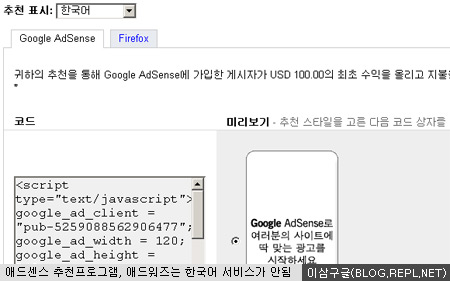 추천 표시: 한국어
Google AdSense Firefox
귀하의 추천을 통해 Google AdSense에 가입한 게시자가 USD 100.00의 최초 수익을 올리고 지불
"
코드 미리보기 - 추천 스타일을 고른 다음 코드 상자를
<script
type="text/javascript">
google_ad_client =
"pub-5259088562906477";
google_ad_width = 120;
google_ad_height =
Google AdSense로
여러분의 사이트에
딱 맞는 광고를
시작하세요
애드센스 추천프로그램, 애드워즈는 한국어 서비스가 안됨 이삼구글(BLOG.REPL.NET)